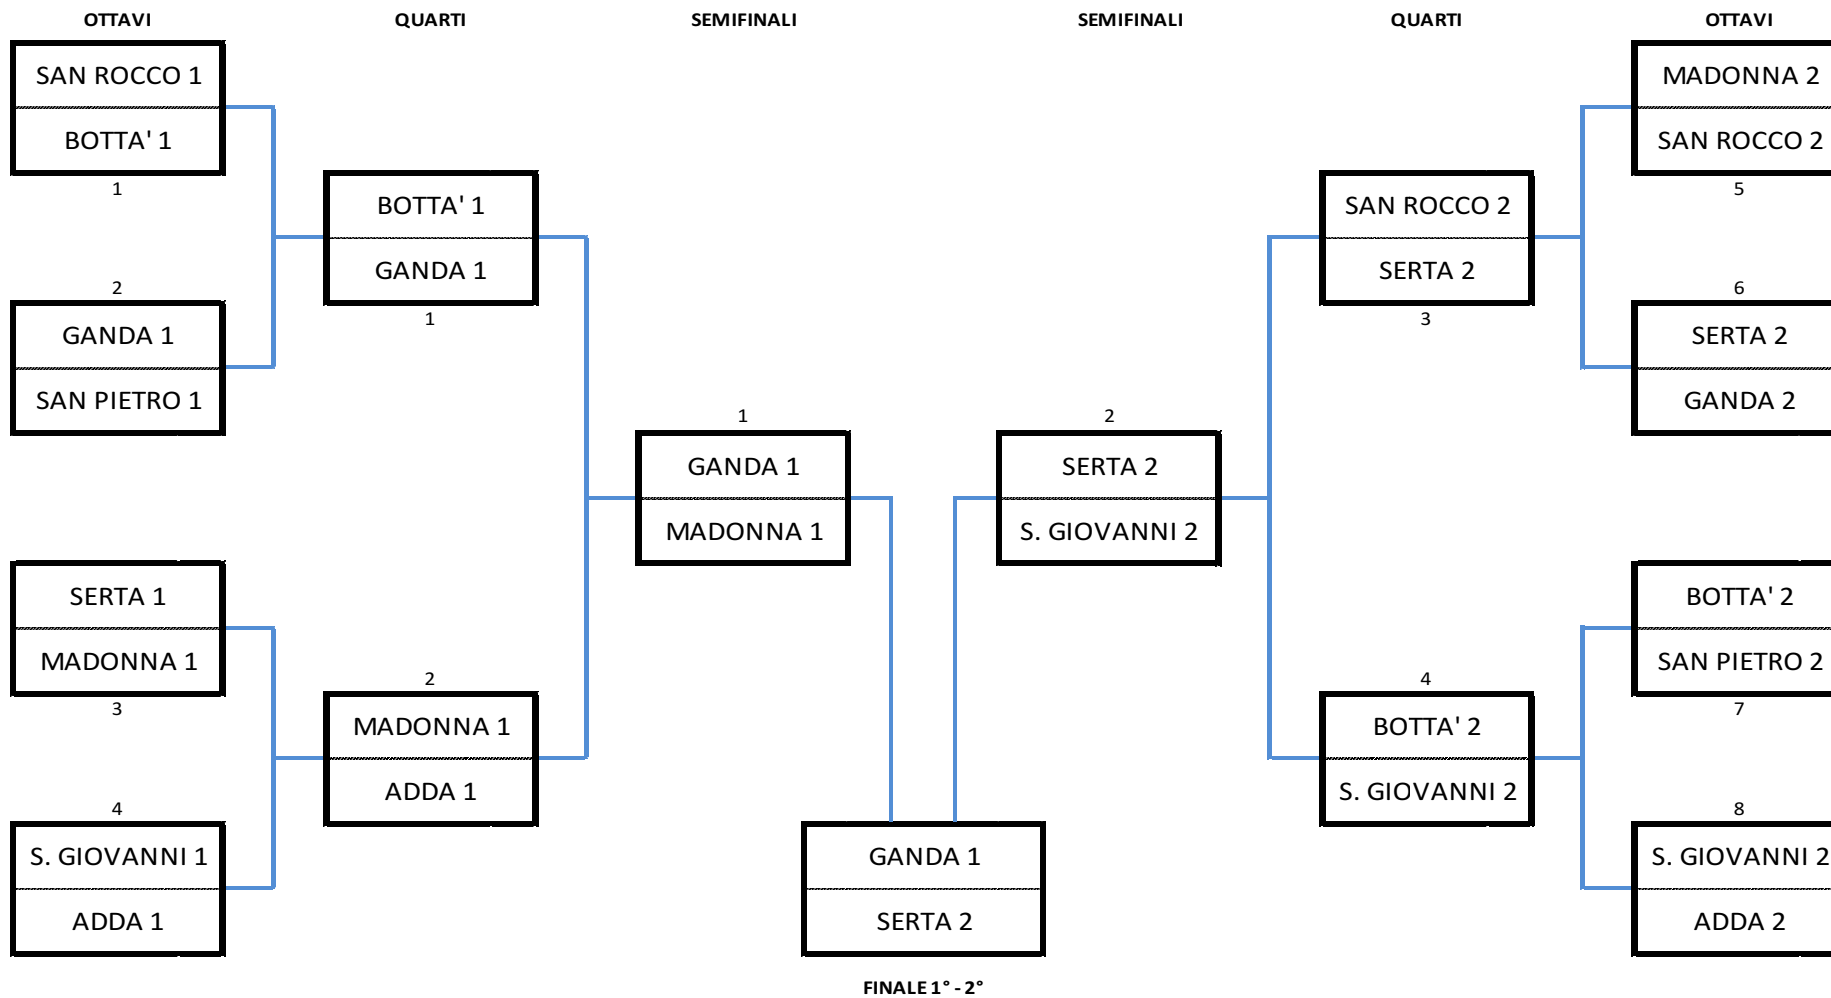 OTTAVI
QUARTI
SEMIFINALI
SEMIFINALI
QUARTI
OTTAVI
SAN ROCCO 1
BOTTA' 1
1
2
GANDA 1
SAN PIETRO 1
SERTA 1
MADONNA 1
3
4
S. GIOVANNI 1
ADDA 1
BOTTA' 1
GANDA 1
1
2
MADONNA 1
ADDA 1
1
GANDA 1
MADONNA 1
GANDA 1
SERTA 2
FINALE 1° - 2°
2
SERTA 2
S. GIOVANNI 2
SAN ROCCO 2
SERTA 2
3
4
BOTTA' 2
S. GIOVANNI 2
MADONNA 2
SAN ROCCO 2
5
6
SERTA 2
GANDA 2
BOTTA' 2
SAN PIETRO 2
7
8
S. GIOVANNI 2
ADDA 2